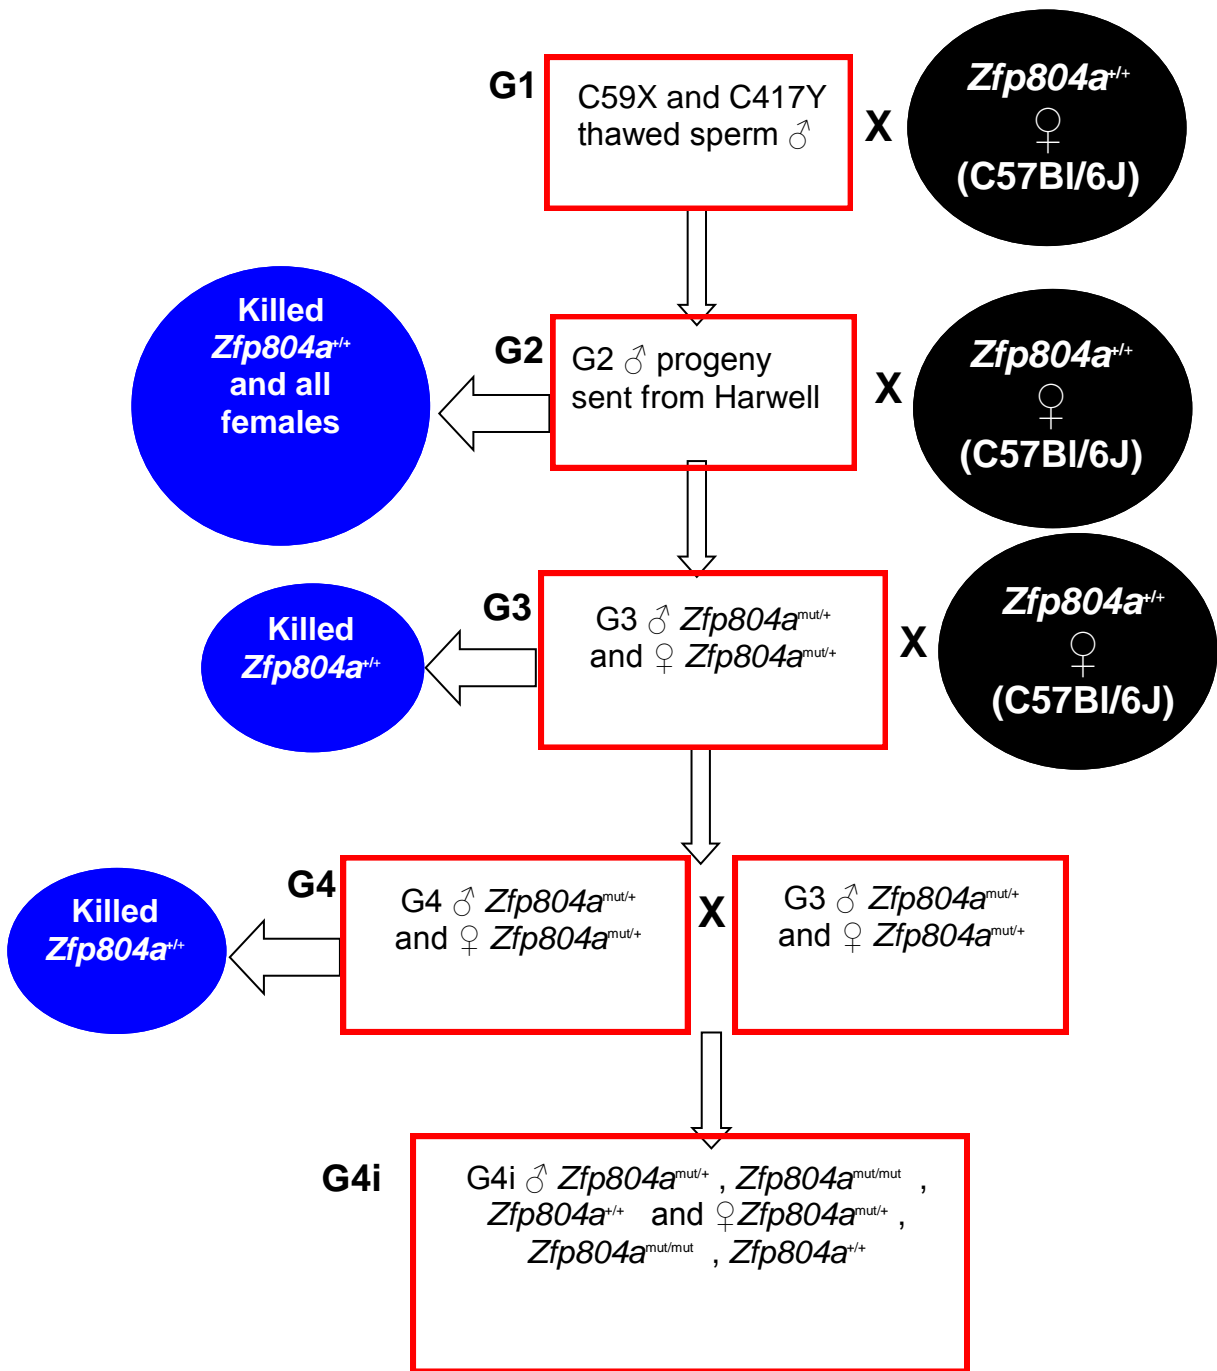 G1
C59X and C417Y
thawed sperm ♂
X
Zfp804a+/+
♀
(C57Bl/6J)
Killed
Zfp804a+/+
and all
females
G2
G2 ♂ progeny
sent from Harwell
X
Zfp804a+/+
♀
(C57Bl/6J)
Killed
Zfp804a+/+
G3
G3 ♂ Zfp804amut/+
and ♀ Zfp804amut/+
X
Zfp804a+/+
♀
(C57Bl/6J)
Killed
Zfp804a+/+
G4
G4 ♂ Zfp804amut/+
and ♀ Zfp804amut/+
X
G3 ♂ Zfp804amut/+
and ♀ Zfp804amut/+
G4i
G4i ♂ Zfp804amut/+ , Zfp804amut/mut ,
Zfp804a+/+ and ♀Zfp804amut/+ ,
Zfp804amut/mut , Zfp804a+/+